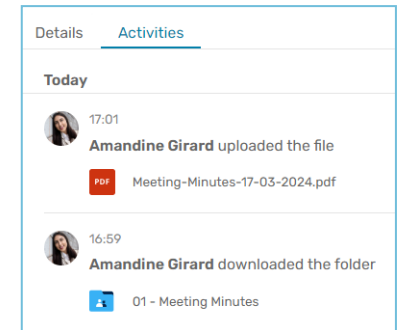 Details Activities
Today
17:01
Amandine Girard uploaded the file
PDF Meeting-Minutes-17-03-2024.pdf
16:59
Amandine Girard downloaded the folder
01 - Meeting Minutes